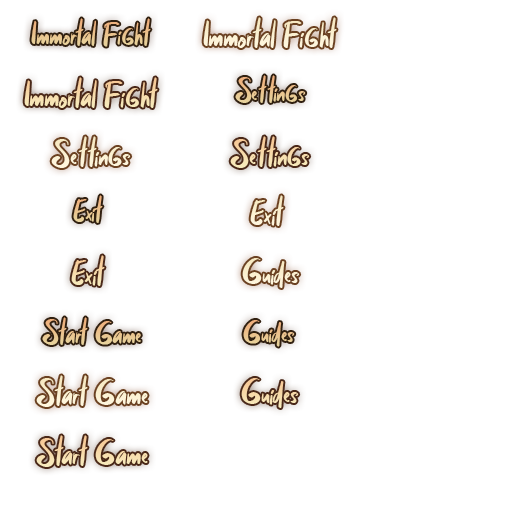 Immortal Fight
Immortal Fight
Immortal Fight
Settings
Settings
Settings
Exit
Exit
Exit
Guides
Start Game
Guides
Start Game
Guides
Start Game